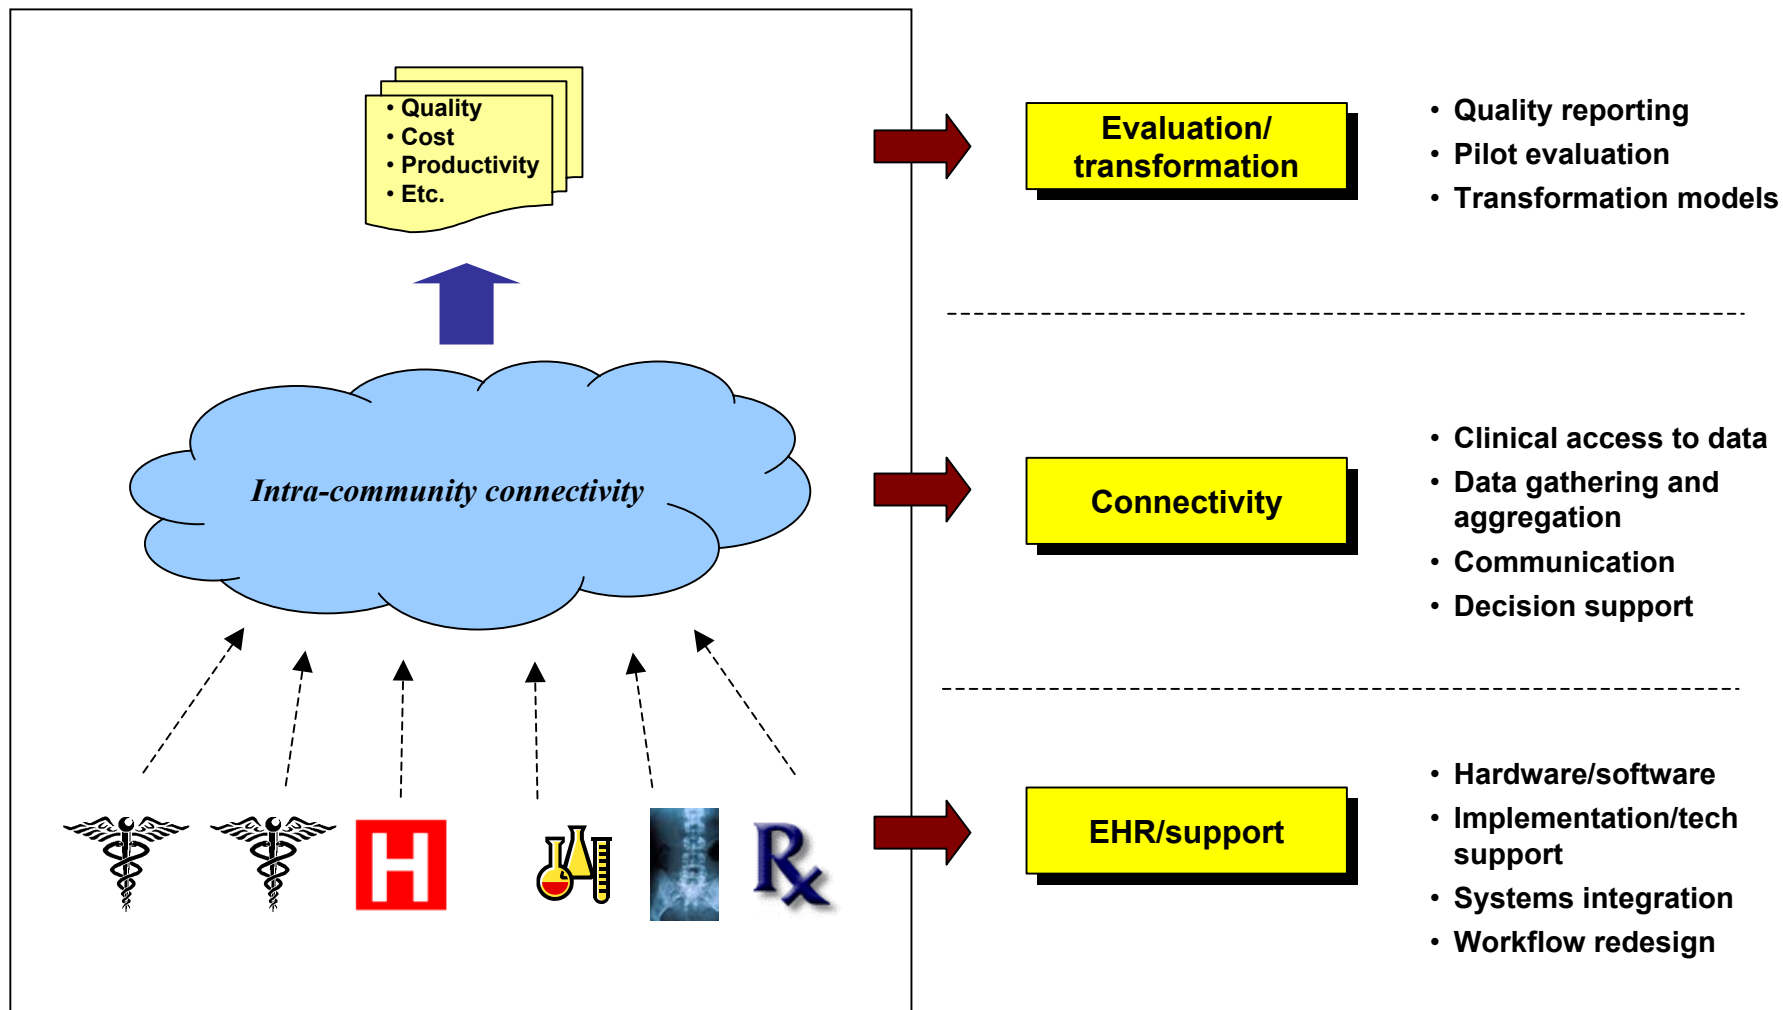 • Quality
• Cost
• Productivity
• Etc.
Evaluation/
transformation
• Quality reporting
• Pilot evaluation
• Transformation models
Intra-community connectivity
Connectivity
• Clinical access to data
• Data gathering and
aggregation
• Communication
• Decision support
H
Rx
EHR/support
• Hardware/software
• Implementation/tech
support
• Systems integration
• Workflow redesign